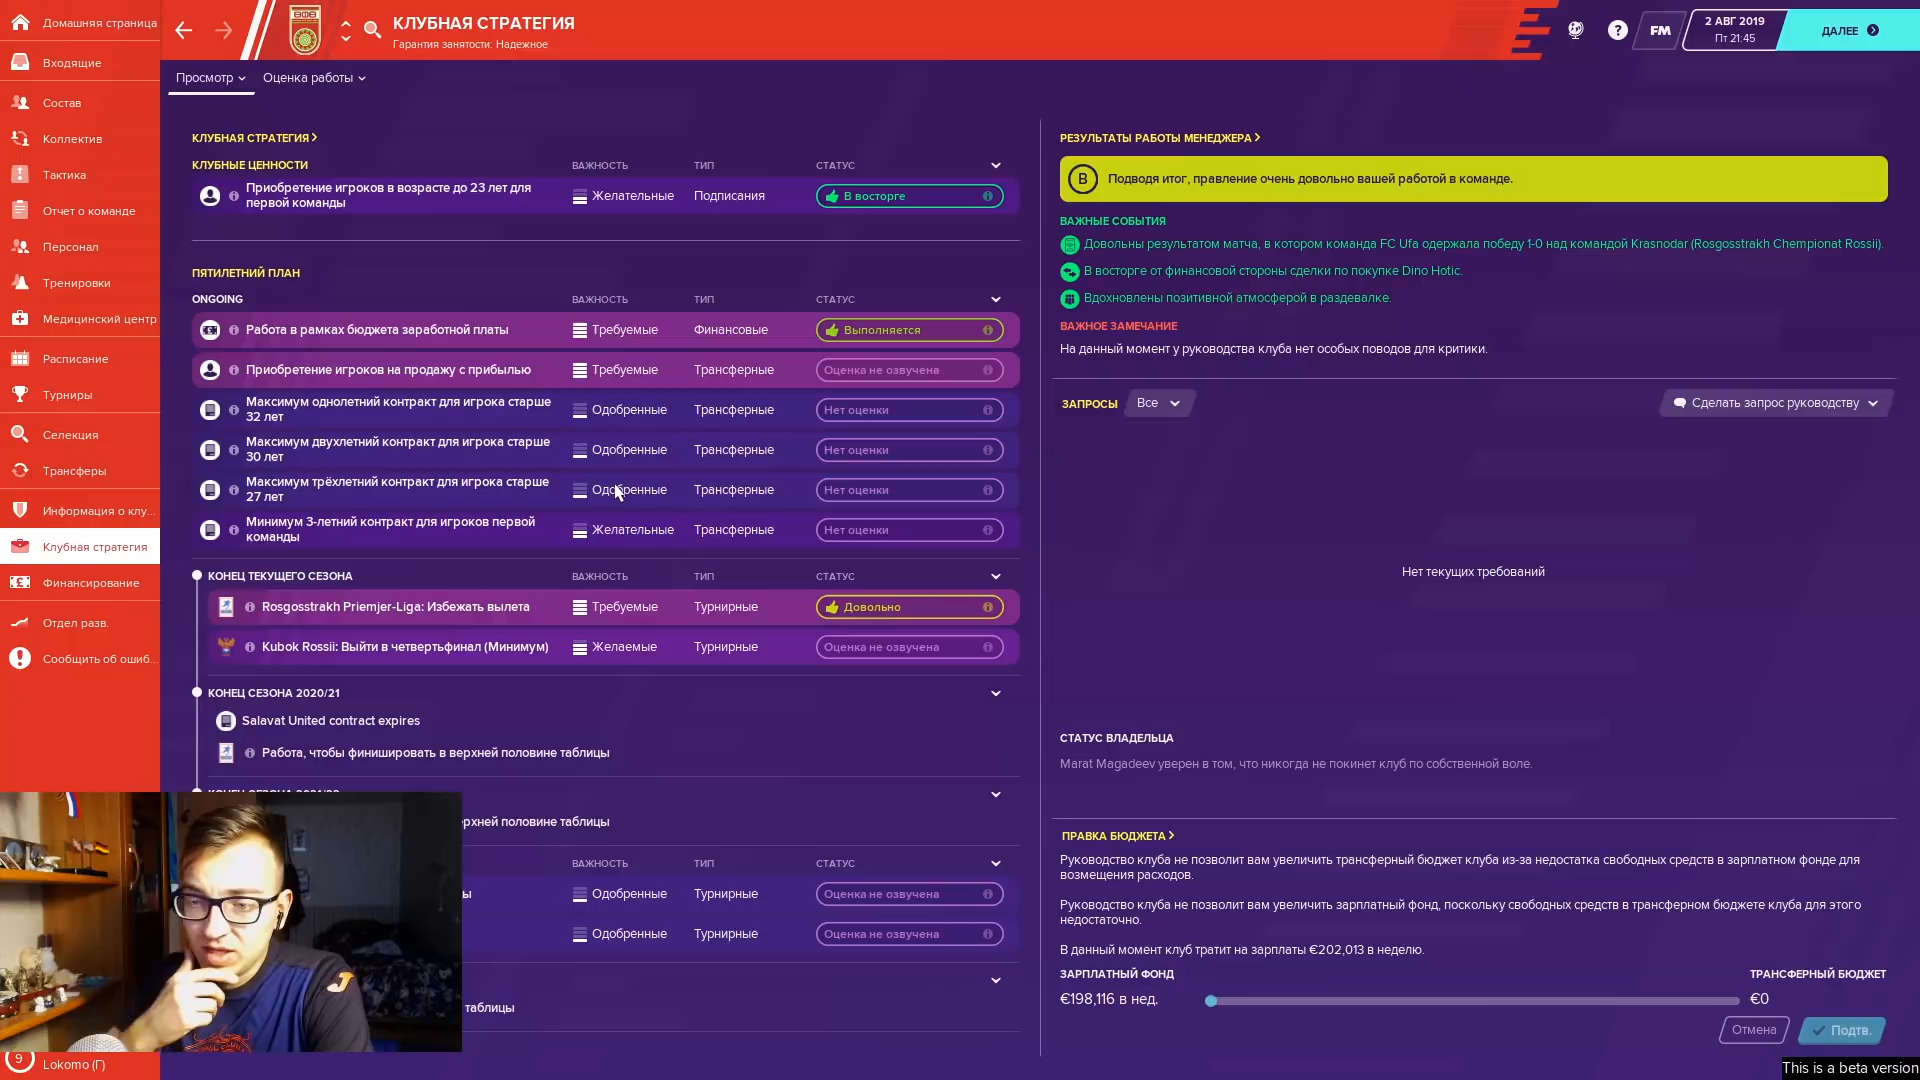 Домашняя страница
Входящие
Состав
Коллектив
Тактика
Отчет о команде
Персонал
Тренировки
Медицинский центр
Расписание
Турниры
Селекция
Трансферы
Информация о клу...
Клубная стратегия
Финансирование
Отдел разв.
Сообщить об ошиб...
9
Lokomo (Г)
КЛУБНАЯ СТРАТЕГИЯ
Гарантия занятости: Надежное
?
FM
2 АВГ 2019
Пт 21:45
ДАЛЕЕ
Просмотр
Оценка работы
КЛУБНАЯ СТРАТЕГИЯ
КЛУБНЫЕ ЦЕННОСТИ ВАЖНОСТЬ ТИП СТАТУС
Приобретение игроков в возрасте до 23 лет для
первой команды
Желательные Подписания В восторге
ПЯТИЛЕТНИЙ ПЛАН
ONGOING ВАЖНОСТЬ ТИП СТАТУС
Работа в рамках бюджета заработной платы Требуемые Финансовые Выполняется
Приобретение игроков на продажу с прибылью Требуемые Трансферные Оценка не озвучена
Максимум однолетний контракт для игрока старше
32 лет
Одобренные Трансферные Нет оценки
Максимум двухлетний контракт для игрока старше
30 лет
Одобренные Трансферные Нет оценки
Максимум трёхлетний контракт для игрока старше
27 лет
Одобренные Трансферные Нет оценки
Минимум 3-летний контракт для игроков первой
команды
Желательные Трансферные Нет оценки
КОНЕЦ ТЕКУЩЕГО СЕЗОНА ВАЖНОСТЬ ТИП СТАТУС
Rosgosstrakh Priemjer-Liga: Избежать вылета Требуемые Турнирные Довольно
Kubok Rossii: Выйти в четвертьфинал (Минимум) Желаемые Турнирные Оценка не озвучена
КОНЕЦ СЕЗОНА 2020/21
Salavat United contract expires
Работа, чтобы финишировать в верхней половине таблицы
рхней половине таблицы
ВАЖНОСТЬ ТИП СТАТУС
ы Одобренные Турнирные Оценка не озвучена
Одобренные Турнирные Оценка не озвучена
таблицы
РЕЗУЛЬТАТЫ РАБОТЫ МЕНЕДЖЕРА
B Подводя итог, правление очень довольно вашей работой в команде.
ВАЖНЫЕ СОБЫТИЯ
Довольны результатом матча, в котором команда FC Ufa одержала победу 1-0 над командой Krasnodar (Rosgosstrakh Chempionat Rossii).
В восторге от финансовой стороны сделки по покупке Dino Hotic.
Вдохновлены позитивной атмосферой в раздевалке.
ВАЖНОЕ ЗАМЕЧАНИЕ
На данный момент у руководства клуба нет особых поводов для критики.
ЗАПРОСЫ Все Сделать запрос руководству
Нет текущих требований
СТАТУС ВЛАДЕЛЬЦА
Marat Magadeev уверен в том, что никогда не покинет клуб по собственной воле.
ПРАВКА БЮДЖЕТА
Руководство клуба не позволит вам увеличить трансферный бюджет клуба из-за недостатка свободных средств в зарплатном фонде для
возмещения расходов.
Руководство клуба не позволит вам увеличить зарплатный фонд, поскольку свободных средств в трансферном бюджете клуба для этого
недостаточно.
В данный момент клуб тратит на зарплаты €202,013 в неделю.
ЗАРПЛАТНЫЙ ФОНД ТРАНСФЕРНЫЙ БЮДЖЕТ
€198,116 в нед. €0
Отмена Подтв.
This is a beta version